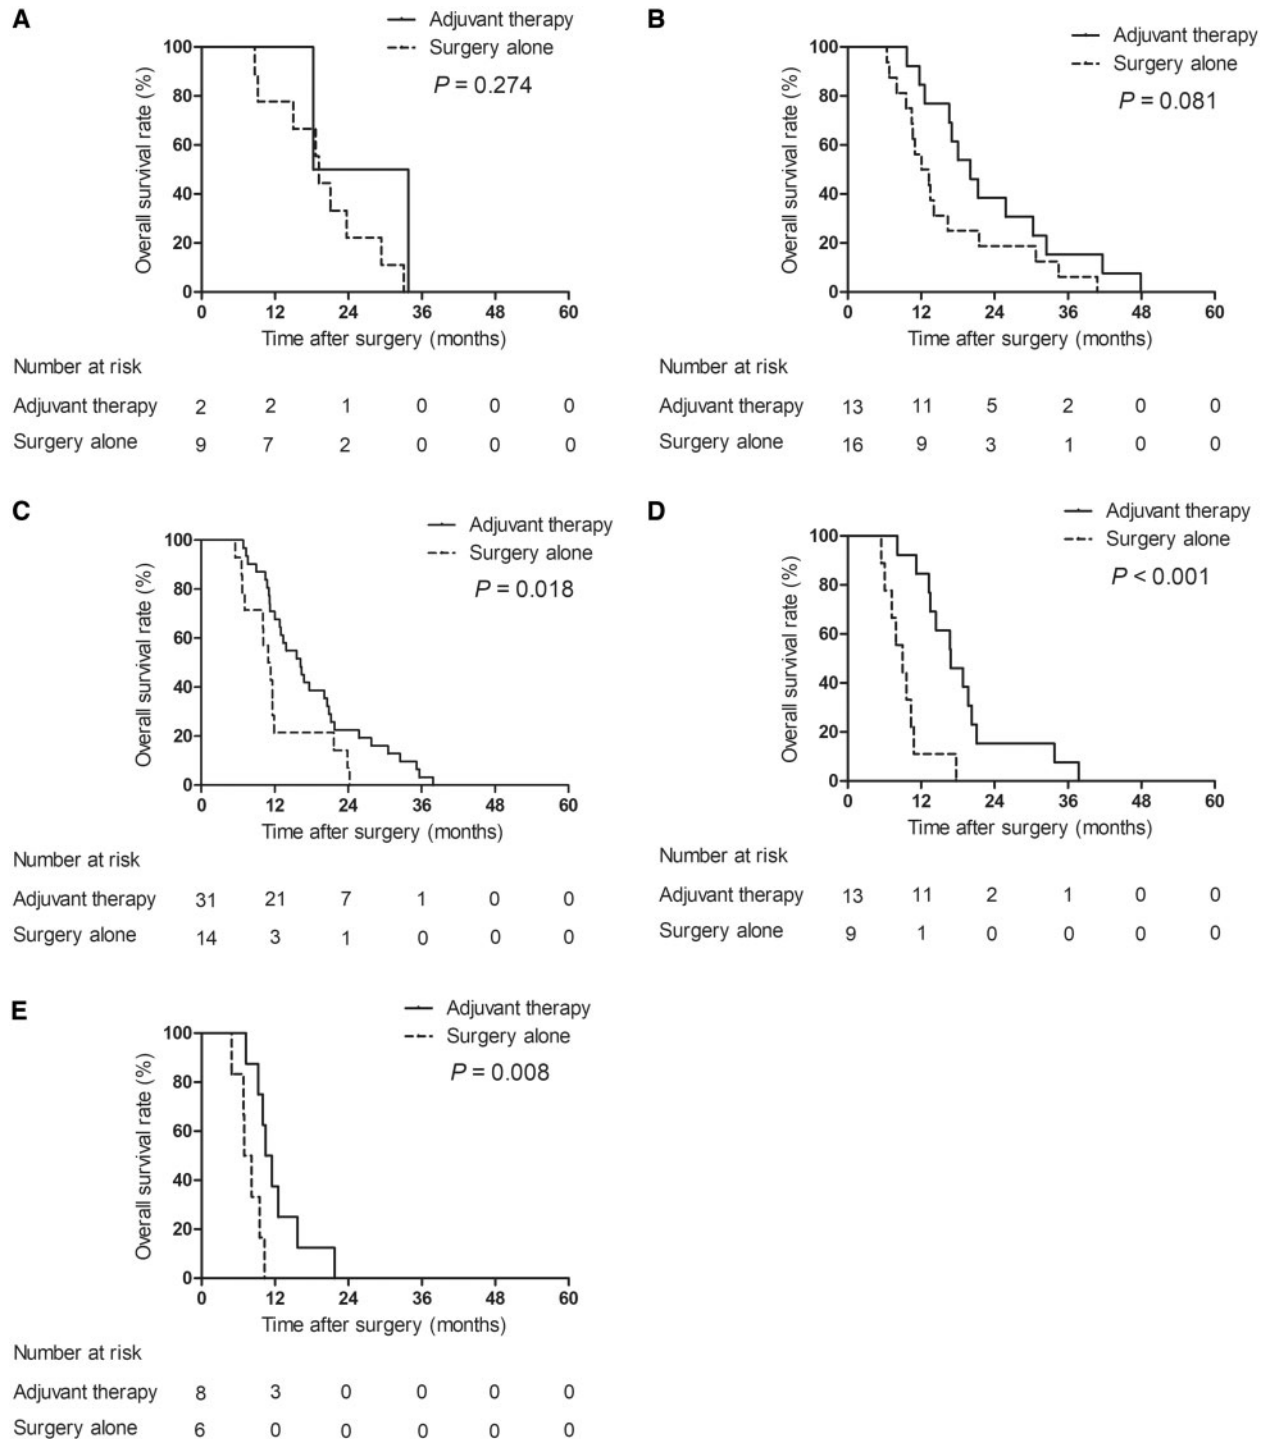 A
Adjuvant therapy
Surgery alone
P = 0.274
Overall survival rate (%)
100
80
60
40
20
0
0 12 24 36 48 60
Time after surgery (months)
Number at risk
Adjuvant therapy 2 2 1 0 0 0
Surgery alone 9 7 2 0 0 0
B
Adjuvant therapy
Surgery alone
P = 0.081
Overall survival rate (%)
100
80
60
40
20
0
0 12 24 36 48 60
Time after surgery (months)
Number at risk
Adjuvant therapy 13 11 5 2 0 0
Surgery alone 16 9 3 1 0 0
C
Adjuvant therapy
Surgery alone
P = 0.018
Overall survival rate (%)
100
80
60
40
20
0
0 12 24 36 48 60
Time after surgery (months)
Number at risk
Adjuvant therapy 31 21 7 1 0 0
Surgery alone 14 3 1 0 0 0
D
Adjuvant therapy
Surgery alone
P < 0.001
Overall survival rate (%)
100
80
60
40
20
0
0 12 24 36 48 60
Time after surgery (months)
Number at risk
Adjuvant therapy 13 11 2 1 0 0
Surgery alone 9 1 0 0 0 0
E
Adjuvant therapy
Surgery alone
P = 0.008
Overall survival rate (%)
100
80
60
40
20
0
0 12 24 36 48 60
Time after surgery (months)
Number at risk
Adjuvant therapy 8 3 0 0 0 0
Surgery alone 6 0 0 0 0 0